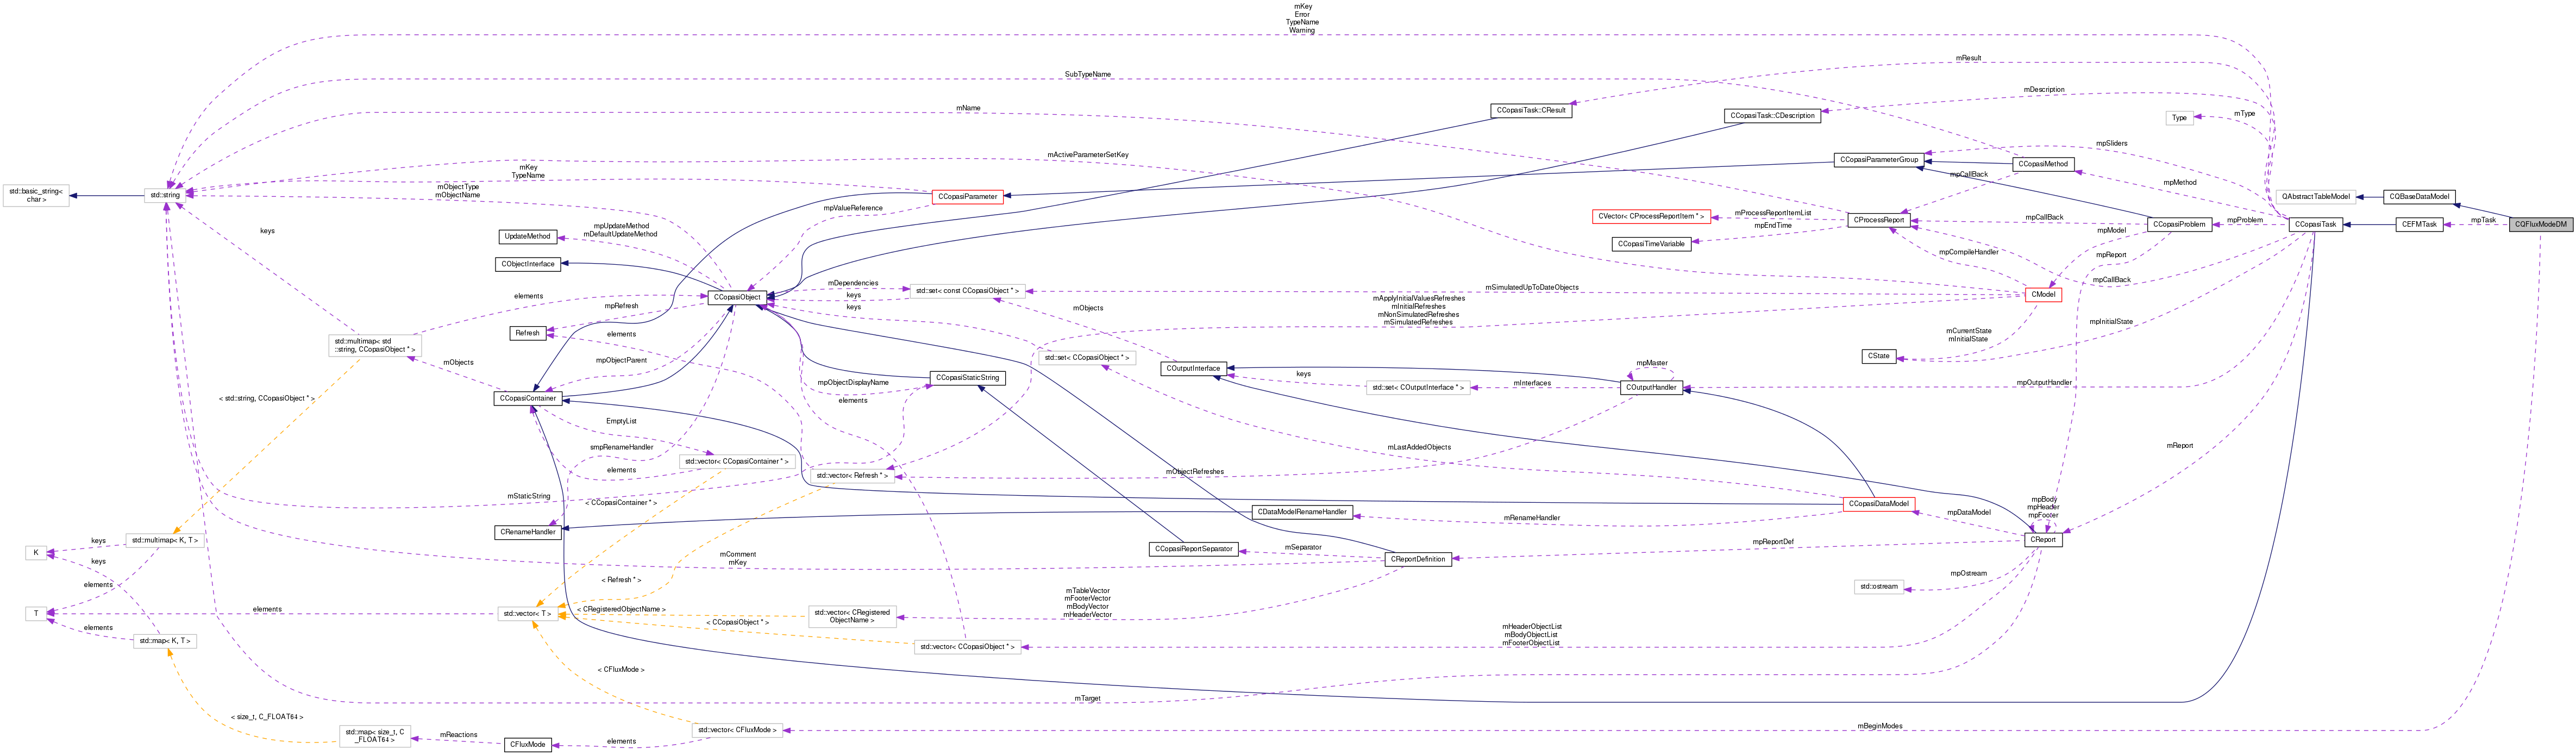 mKey
Error
TypeName
Warning
mResult
SubTypeName
mDescription
mName
CCopasiTask::CResult
CCopasiTask::CDescription
Type
mType
mActiveParameterSetKey
mpSliders
CCopasiParameterGroup
CCopasiMethod
mKey
TypeName
mpCallBack
mpMethod
std::basic_string<
char >
std::string
mObjectType
mObjectName
CCopasiParameter
QAbstractTableModel
CQBaseDataModel
mpValueReference
CVector< CProcessReportItem * >
mProcessReportItemList
CProcessReport
mpCallBack
CCopasiProblem
mpProblem
CCopasiTask
CEFMTask
mpTask
CQFluxModeDM
keys
UpdateMethod
mpUpdateMethod
mDefaultUpdateMethod
mpEndTime
CCopasiTimeVariable
mpModel
mpCompileHandler
mpReport
CObjectInterface
mpCallBack
mDependencies
std::set< const CCopasiObject * >
mSimulatedUpToDateObjects
CModel
elements
CCopasiObject
keys
mpRefresh
keys
mObjects
mApplyInitialValuesRefreshes
mInitialRefreshes
mNonSimulatedRefreshes
mSimulatedRefreshes
mpInitialState
Refresh
elements
mCurrentState
mInitialState
std::multimap< std
::string, CCopasiObject * >
mObjects
mpObjectParent
std::set< CCopasiObject * >
CState
COutputInterface
mpMaster
CCopasiStaticString
mpObjectDisplayName
keys
std::set< COutputInterface * >
mInterfaces
COutputHandler
mpOutputHandler
< std::string, CCopasiObject * >
CCopasiContainer
elements
EmptyList
smpRenameHandler
mLastAddedObjects
mReport
std::vector< CCopasiContainer * >
elements
std::vector< Refresh * >
mObjectRefreshes
mStaticString
< CCopasiContainer * >
CCopasiDataModel
mpBody
mpHeader
mpFooter
CDataModelRenameHandler
mRenameHandler
mpDataModel
CRenameHandler
std::multimap< K, T >
keys
K
CCopasiReportSeparator
mSeparator
mpReportDef
CReport
mComment
mKey
CReportDefinition
keys
elements
< Refresh * >
mpOstream
std::ostream
mTableVector
mFooterVector
mBodyVector
mHeaderVector
T
elements
std::vector< T >
< CRegisteredObjectName >
std::vector< CRegistered
ObjectName >
elements
std::map< K, T >
< CCopasiObject * >
std::vector< CCopasiObject * >
mHeaderObjectList
mBodyObjectList
mFooterObjectList
< CFluxMode >
mTarget
< size_t, C_FLOAT64 >
std::map< size_t, C
_FLOAT64 >
mReactions
CFluxMode
elements
std::vector< CFluxMode >
mBeginModes